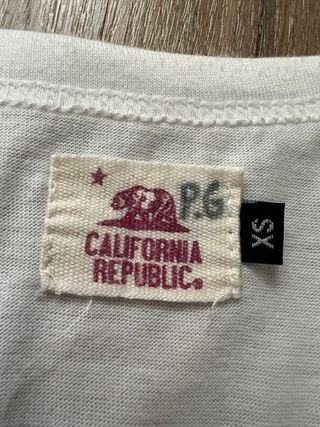 P.G
CALIFORNIA
REPUBLIC.
XS